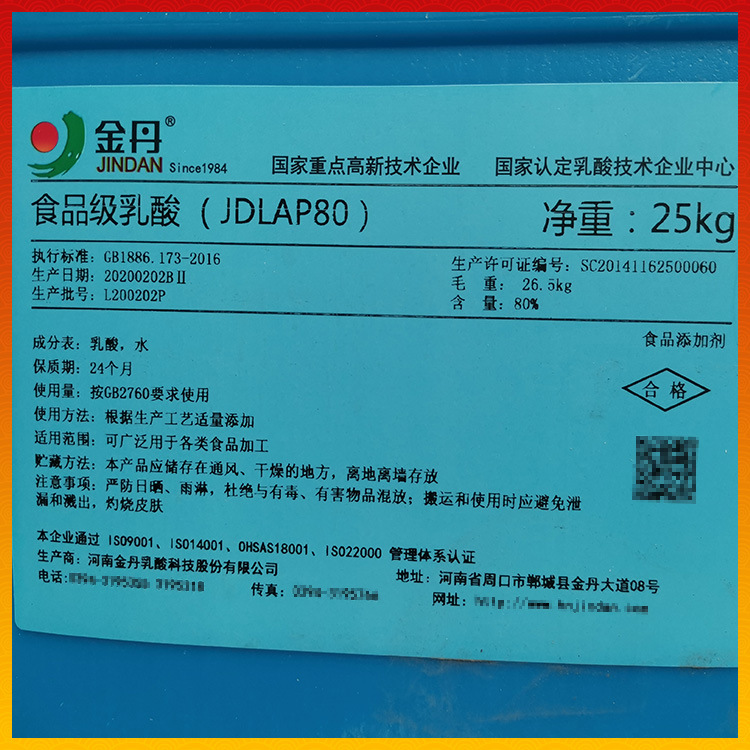 金丹®
JINDAN Since1984
国家重点高新技术企业 国家认定乳酸技术企业中心
食品级乳酸（JDLAP80） 净重：25kg
执行标准：GB1886.173-2016
生产日期：20200202BⅡ
生产批号：L200202P
生产许可证编号：SC20141162500060
毛 重： 26.5kg
含 量：80%
成分表：乳酸，水
保质期：24个月
使用量：按GB2760要求使用
使用方法：根据生产工艺适量添加
适用范围：可广泛用于各类食品加工
贮藏方法：本产品应储存在通风、干燥的地方，离地离墙存放
注意事项：严防日晒、雨淋，杜绝与有毒、有害物品混放；搬运和使用时应避免泄
漏和溅出，灼烧皮肤
食品添加剂
合格
本企业通过 ISO9001、ISO14001、OHSAS18001、ISO22000 管理体系认证
生产商：河南金丹乳酸科技股份有限公司
地址：河南省周口市郸城县金丹大道08号
电话：
传真：
网址：